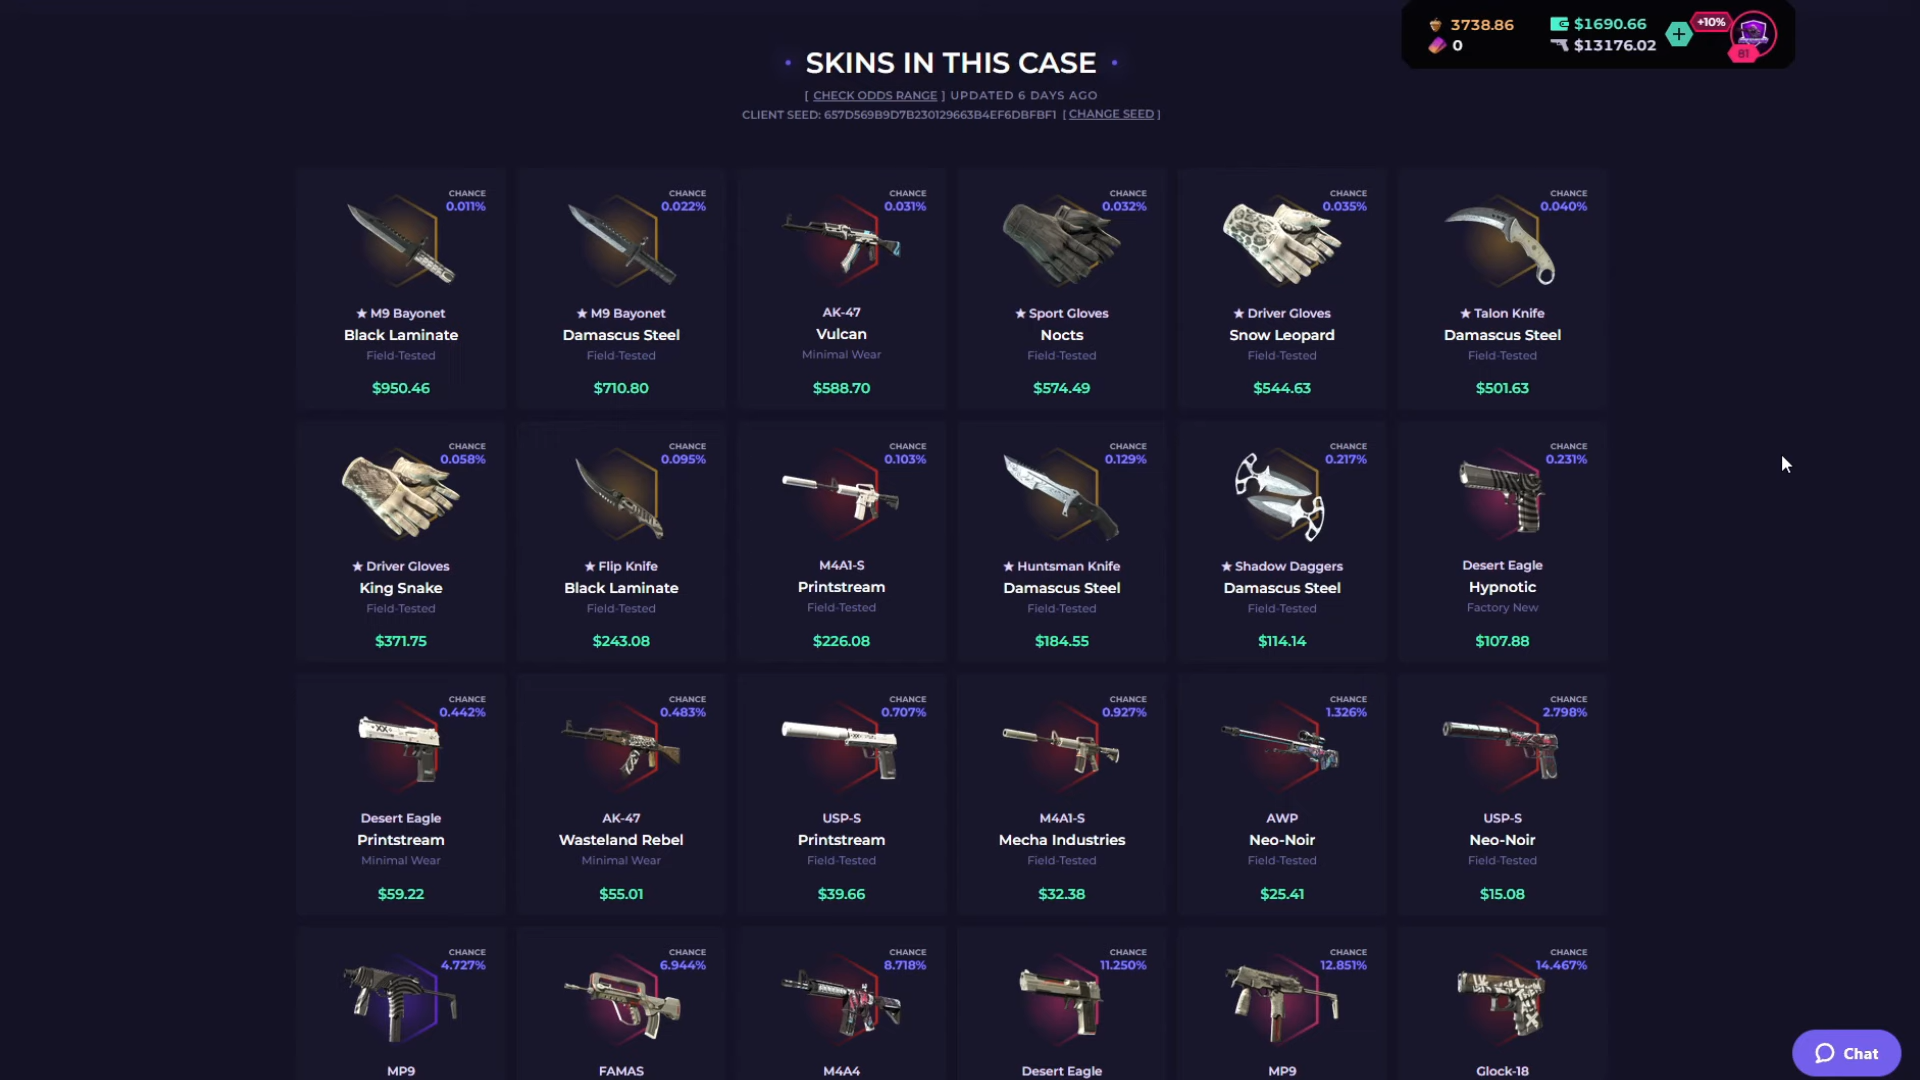 3738.86
0
$1690.66
$13176.02
+10%
81
SKINS IN THIS CASE
[ CHECK ODDS RANGE ] UPDATED 6 DAYS AGO
CLIENT SEED: 657D569B9D7B230129663B4EF6DBFBF1 [ CHANGE SEED ]
CHANCE
0.011%
★ M9 Bayonet
Black Laminate
Field-Tested
$950.46
CHANCE
0.022%
★ M9 Bayonet
Damascus Steel
Field-Tested
$710.80
CHANCE
0.031%
AK-47
Vulcan
Minimal Wear
$588.70
CHANCE
0.032%
★ Sport Gloves
Nocts
Field-Tested
$574.49
CHANCE
0.035%
★ Driver Gloves
Snow Leopard
Field-Tested
$544.63
CHANCE
0.040%
★ Talon Knife
Damascus Steel
Field-Tested
$501.63
CHANCE
0.058%
★ Driver Gloves
King Snake
Field-Tested
$371.75
CHANCE
0.095%
★ Flip Knife
Black Laminate
Field-Tested
$243.08
CHANCE
0.103%
M4A1-S
Printstream
Field-Tested
$226.08
CHANCE
0.129%
★ Huntsman Knife
Damascus Steel
Field-Tested
$184.55
CHANCE
0.217%
★ Shadow Daggers
Damascus Steel
Field-Tested
$114.14
CHANCE
0.231%
Desert Eagle
Hypnotic
Factory New
$107.88
CHANCE
0.442%
Desert Eagle
Printstream
Minimal Wear
$59.22
CHANCE
0.483%
AK-47
Wasteland Rebel
Minimal Wear
$55.01
CHANCE
0.707%
USP-S
Printstream
Field-Tested
$39.66
CHANCE
0.927%
M4A1-S
Mecha Industries
Field-Tested
$32.38
CHANCE
1.326%
AWP
Neo-Noir
Field-Tested
$25.41
CHANCE
2.798%
USP-S
Neo-Noir
Field-Tested
$15.08
CHANCE
4.727%
MP9
CHANCE
6.944%
FAMAS
CHANCE
8.718%
M4A4
CHANCE
11.250%
Desert Eagle
CHANCE
12.851%
MP9
CHANCE
14.467%
Glock-18
Chat